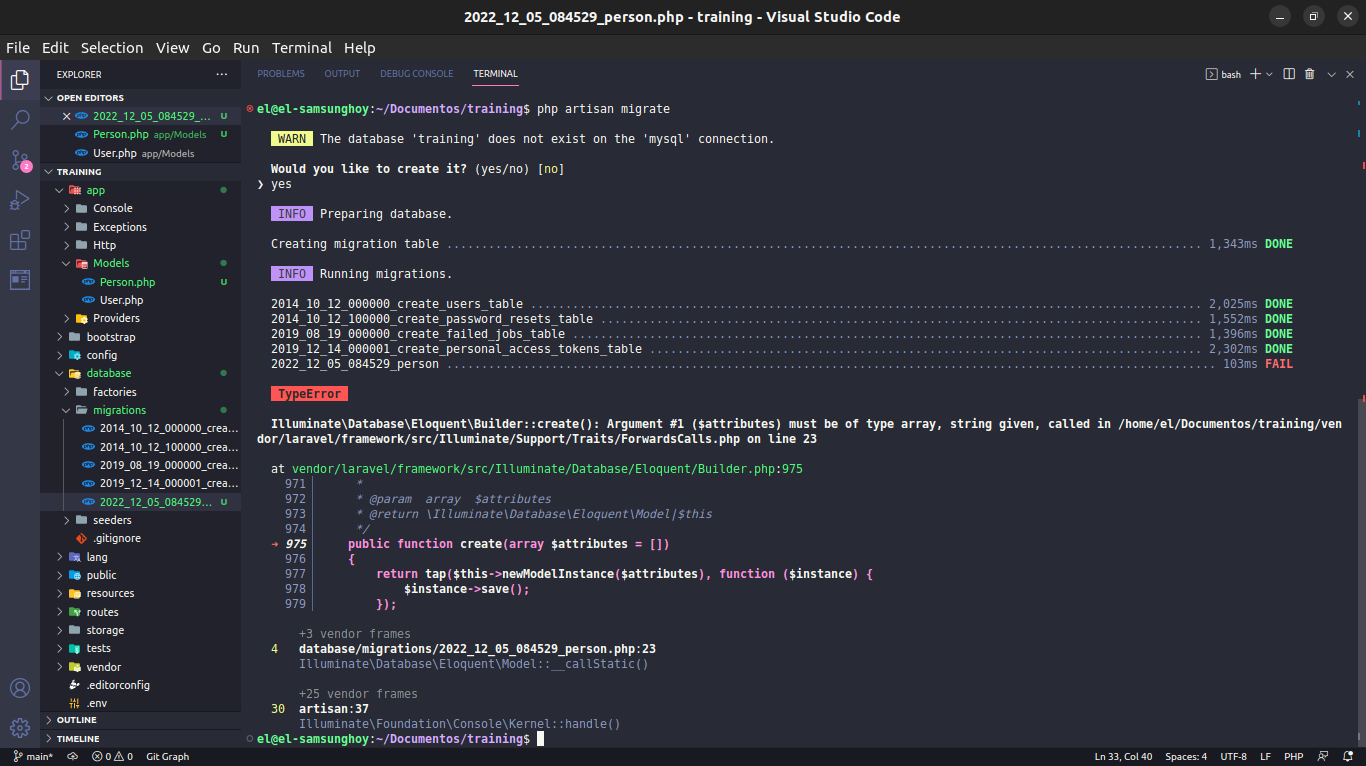 2022_12_05_084529_person.php - training - Visual Studio Code
File Edit Selection View Go Run Terminal Help
EXPLORER ···
OPEN EDITORS
2022_12_05_084529_... U
Person.php app/Models U
User.php app/Models
TRAINING
app
Console
Exceptions
Http
Models
Person.php U
User.php
Providers
bootstrap
config
database
factories
migrations
2014_10_12_000000_crea...
2014_10_12_100000_crea...
2019_08_19_000000_crea...
2019_12_14_000001_crea...
2022_12_05_084529... U
seeders
.gitignore
lang
public
resources
routes
storage
tests
vendor
.editorconfig
.env
OUTLINE
TIMELINE
2
PROBLEMS OUTPUT DEBUG CONSOLE TERMINAL
bash
el@el-samsunghoy:~/Documentos/training$ php artisan migrate
WARN The database 'training' does not exist on the 'mysql' connection.
Would you like to create it? (yes/no) [no]
❯ yes
INFO Preparing database.
Creating migration table ........................................................................................................... 1,343ms DONE
INFO Running migrations.
2014_10_12_000000_create_users_table ................................................................................................ 2,025ms DONE
2014_10_12_100000_create_password_resets_table ...................................................................................... 1,552ms DONE
2019_08_19_000000_create_failed_jobs_table .......................................................................................... 1,396ms DONE
2019_12_14_000001_create_personal_access_tokens_table ............................................................................... 2,302ms DONE
2022_12_05_084529_person .............................................................................................................. 103ms FAIL
TypeError
Illuminate\Database\Eloquent\Builder::create(): Argument #1 ($attributes) must be of type array, string given, called in /home/el/Documentos/training/ven
dor/laravel/framework/src/Illuminate/Support/Traits/ForwardsCalls.php on line 23
at vendor/laravel/framework/src/Illuminate/Database/Eloquent/Builder.php:975
971 *
972 * @param  array  $attributes
973 * @return \Illuminate\Database\Eloquent\Model|$this
974 */
➜ 975 public function create(array $attributes = [])
976 {
977 return tap($this->newModelInstance($attributes), function ($instance) {
978 $instance->save();
979 });
+3 vendor frames
4 database/migrations/2022_12_05_084529_person.php:23
Illuminate\Database\Eloquent\Model::__callStatic()
+25 vendor frames
30 artisan:37
Illuminate\Foundation\Console\Kernel::handle()
el@el-samsunghoy:~/Documentos/training$
main* 0 0 Git Graph Ln 33, Col 40 Spaces: 4 UTF-8 LF PHP